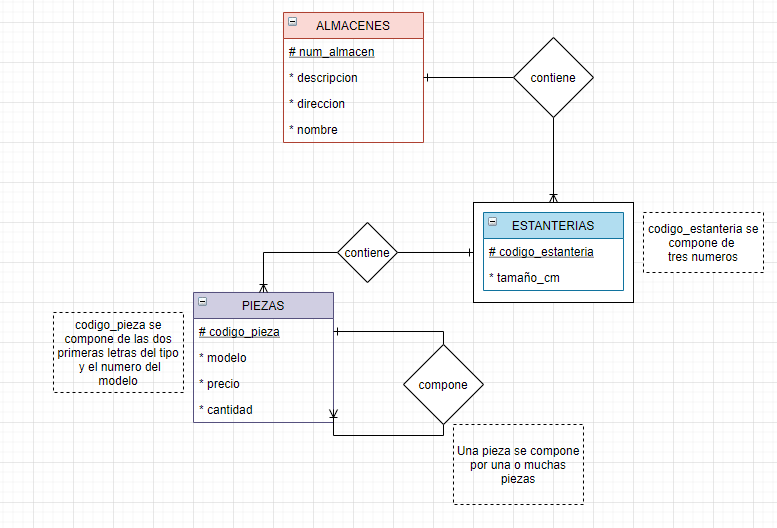 ALMACENES
# num_almacen
* descripcion
* direccion
* nombre
contiene
ESTANTERIAS
# codigo_estanteria
* tamaño_cm
codigo_estanteria se
compone de
tres numeros
contiene
PIEZAS
# codigo_pieza
* modelo
* precio
* cantidad
codigo_pieza se
compone de las dos
primeras letras del tipo
y el numero del
modelo
compone
Una pieza se compone
por una o muchas
piezas